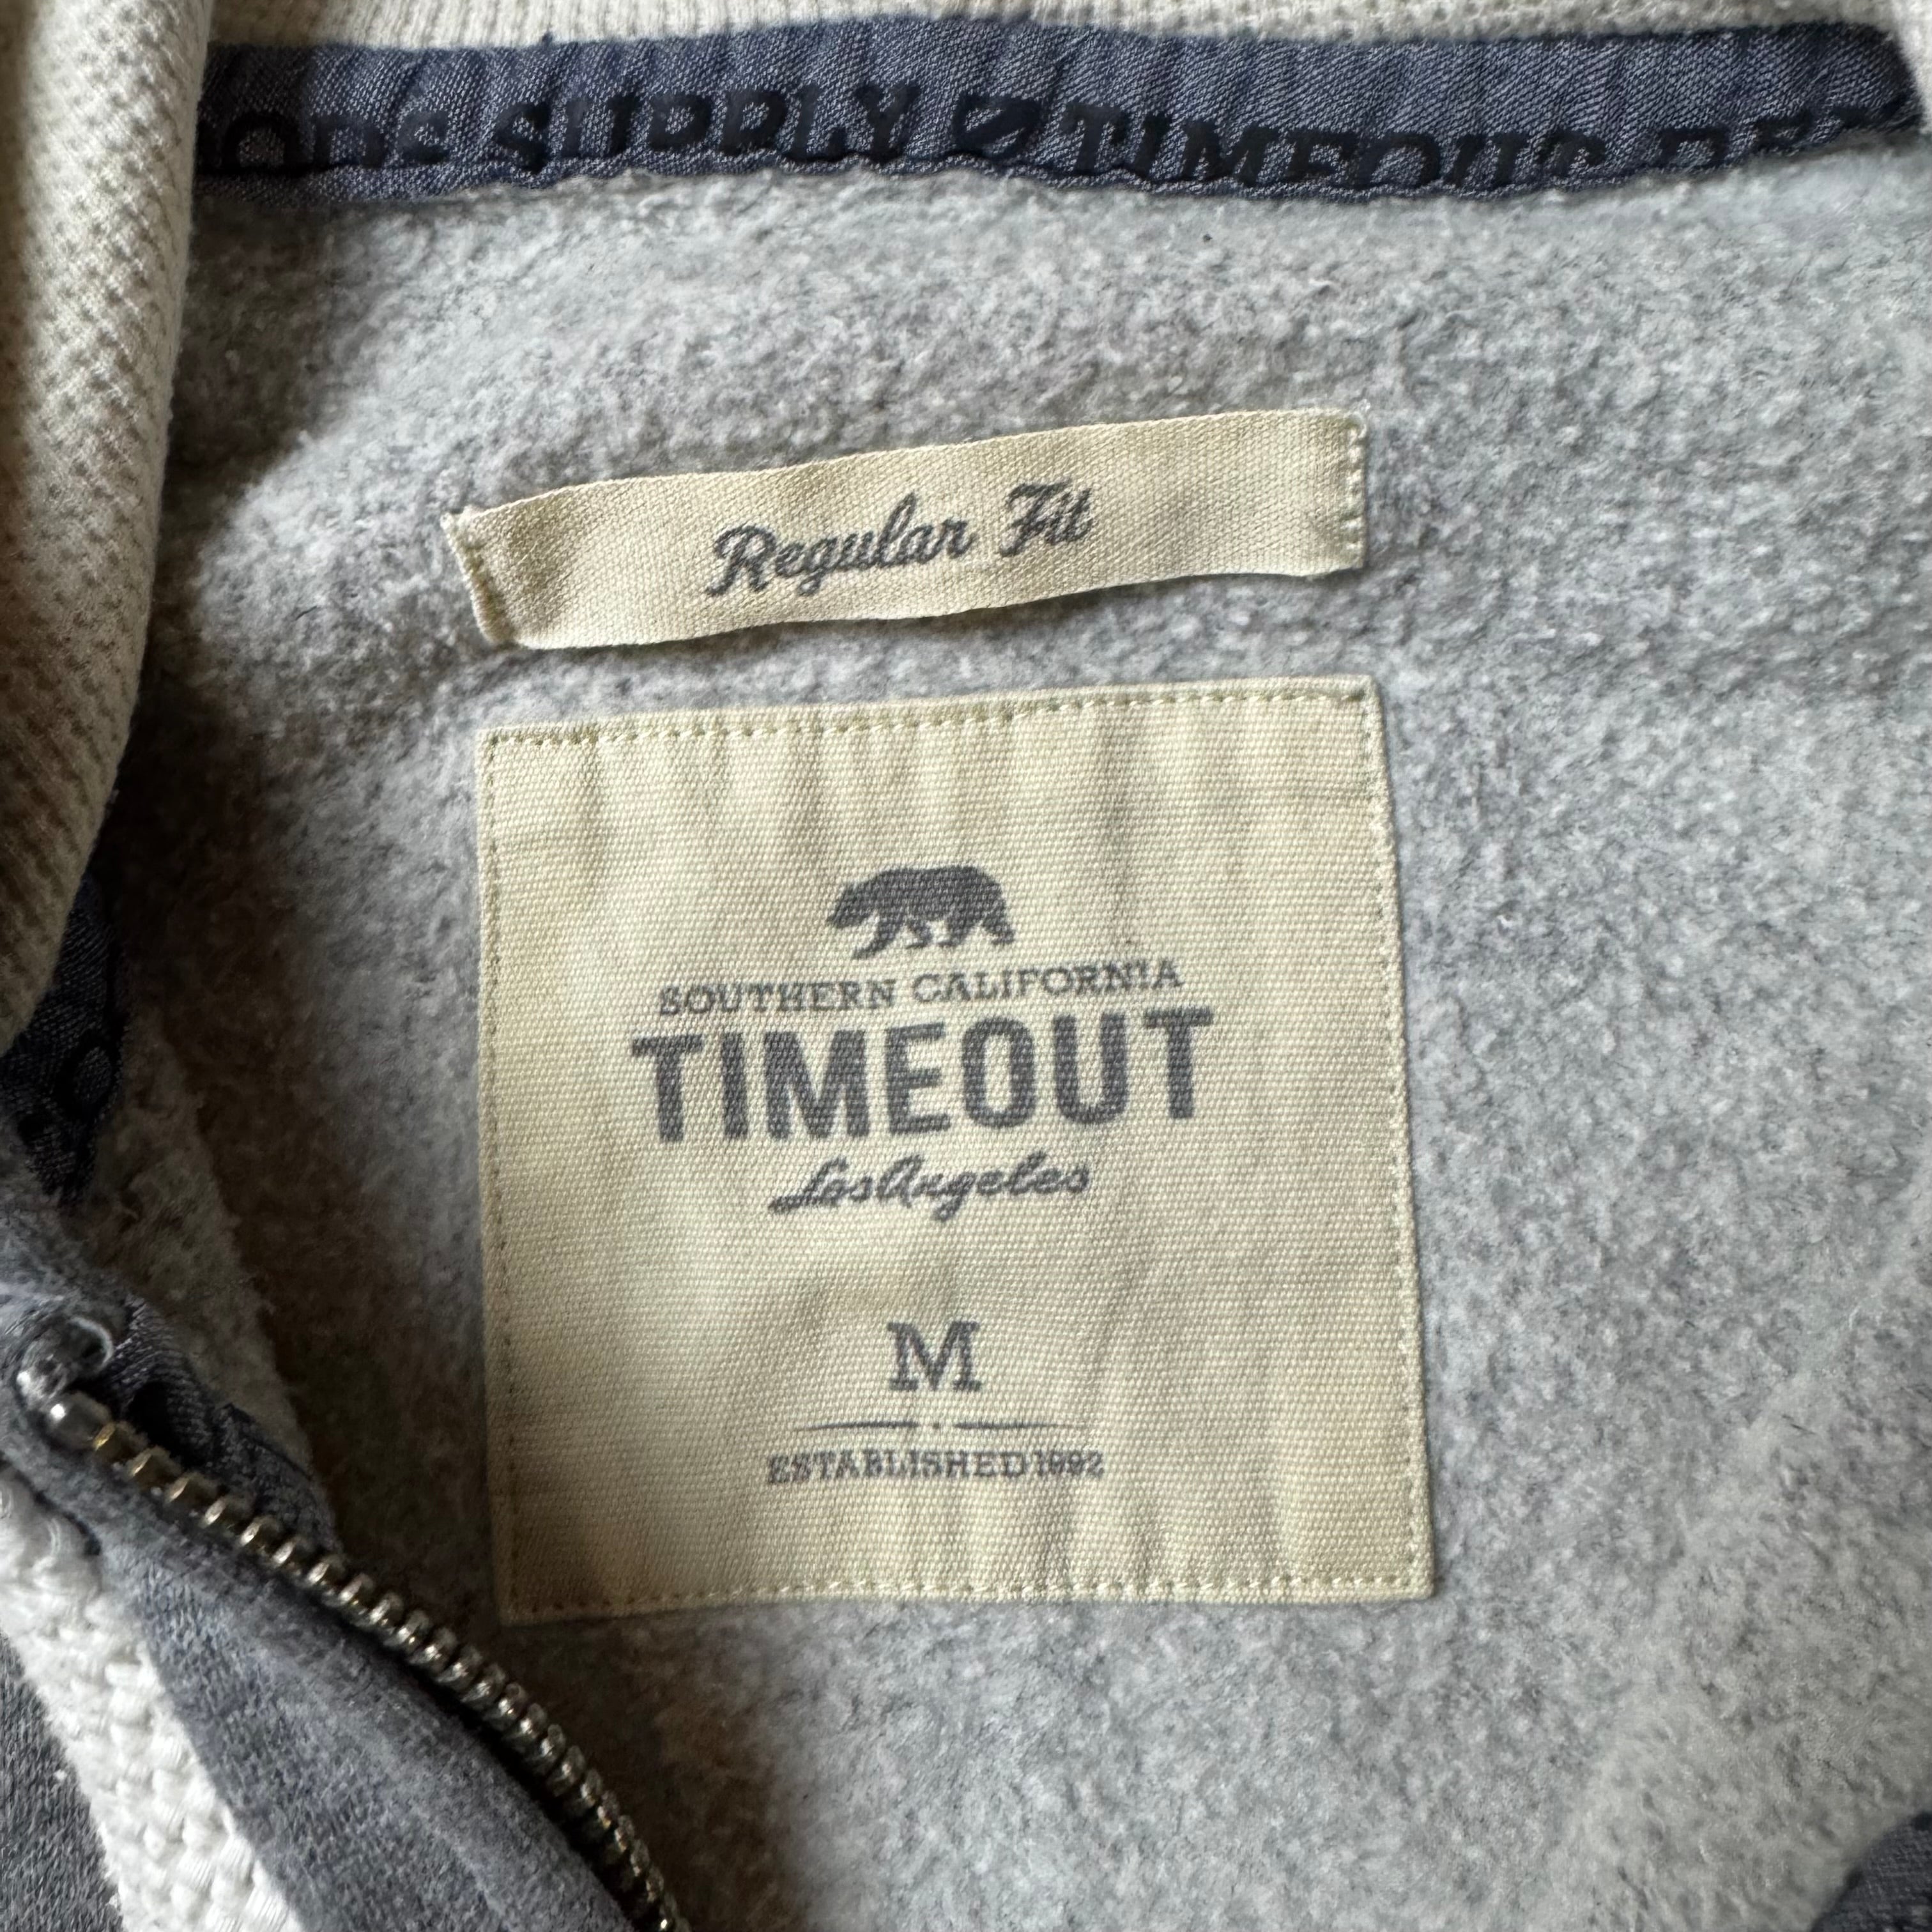 SUPPLY TIMEOUT
Regular Fit
SOUTHERN CALIFORNIA
TIMEOUT
Los Angeles
M
ESTABLISHED 1992